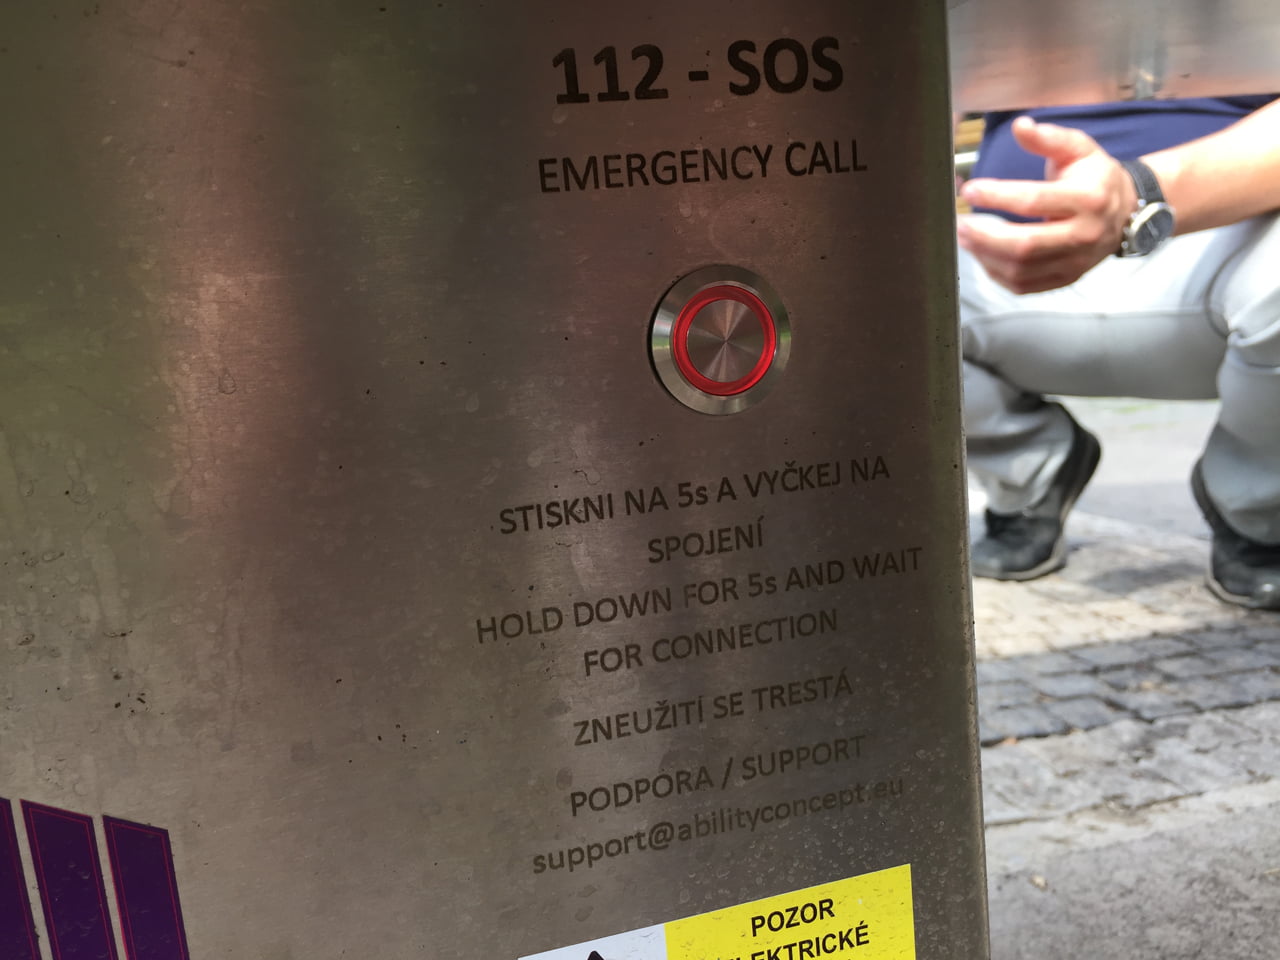 112 - SOS
EMERGENCY CALL
STISKNI NA 5s A VYČKEJ NA
SPOJENÍ
HOLD DOWN FOR 5s AND WAIT
FOR CONNECTION
ZNEUŽITÍ SE TRESTÁ
PODPORA / SUPPORT
support@abilityconcept.eu
POZOR